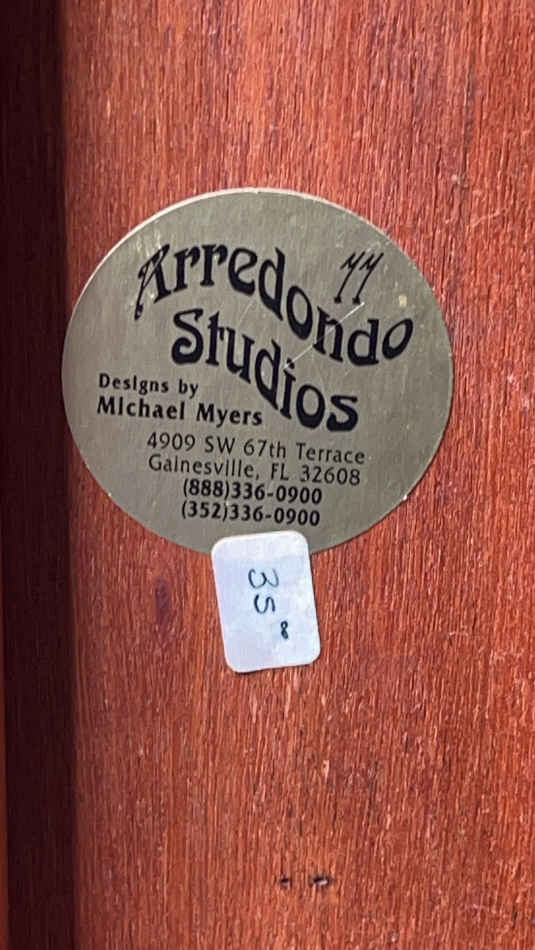 Arredondo
Studios
Designs by
Michael Myers
4909 SW 67th Terrace
Gainesville, FL 32608
(888)336-0900
(352)336-0900
35